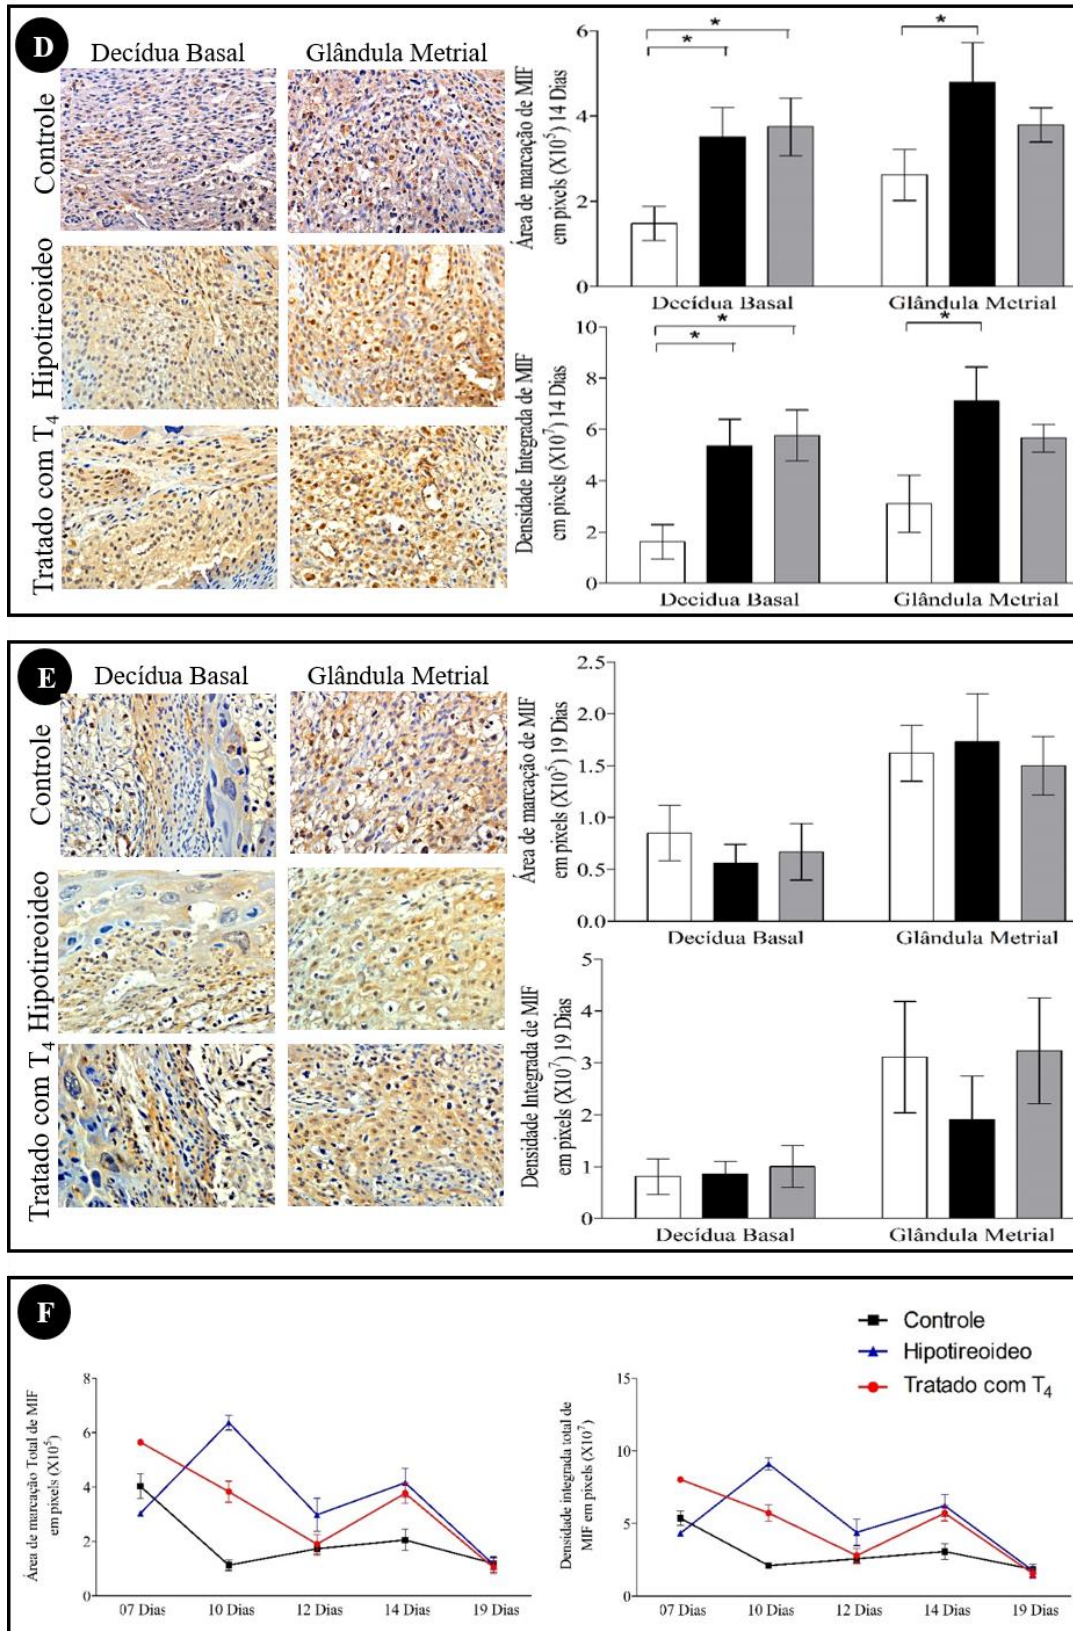 D
Decídua Basal
Glândula Metrial
Controle
Hipotireoideo
Tratado com T4
Área de marcação de MIF
em pixels (X10⁵) 14 Dias
6
4
2
0
*
*
*
Decídua Basal
Glândula Metrial
Densidade Integrada de MIF
em pixels (X10⁷) 14 Dias
10
8
6
4
2
0
*
*
*
Decídua Basal
Glândula Metrial
E
Decídua Basal
Glândula Metrial
Controle
Hipotireoideo
Tratado com T4
Área de marcação de MIF
em pixels (X10⁵) 19 Dias
2.5
2.0
1.5
1.0
0.5
0.0
Decídua Basal
Glândula Metrial
Densidade Integrada de MIF
em pixels (X10⁷) 19 Dias
5
4
3
2
1
0
Decídua Basal
Glândula Metrial
F
Controle
Hipotireoideo
Tratado com T4
Área de marcação Total de MIF
em pixels (X10⁵)
8
6
4
2
0
07 Dias
10 Dias
12 Dias
14 Dias
19 Dias
Densidade integrada total de
MIF em pixels (X10⁷)
15
10
5
0
07 Dias
10 Dias
12 Dias
14 Dias
19 Dias